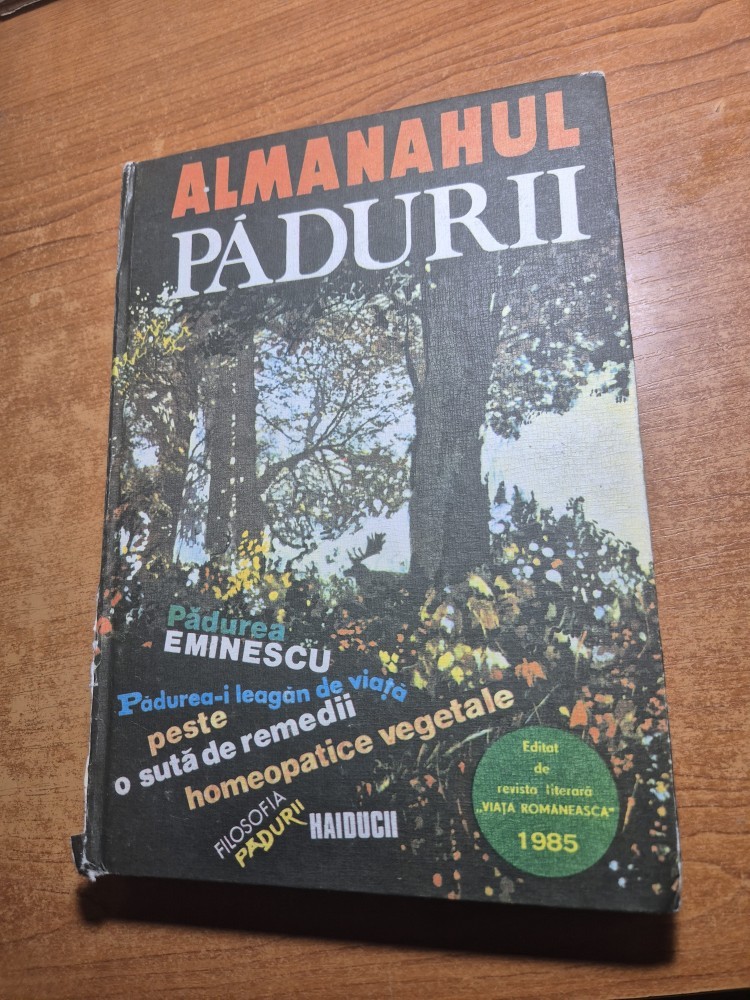 ALMANAHUL
PĂDURII
Pădurea
EMINESCU
Pădurea-i leagăn de viață
peste
o sută de remedii
homeopatice vegetale
FILOSOFIA
PĂDURII
HAIDUCII
Editat
de
revista literară
„VIAȚA ROMÂNEASCĂ"
1985